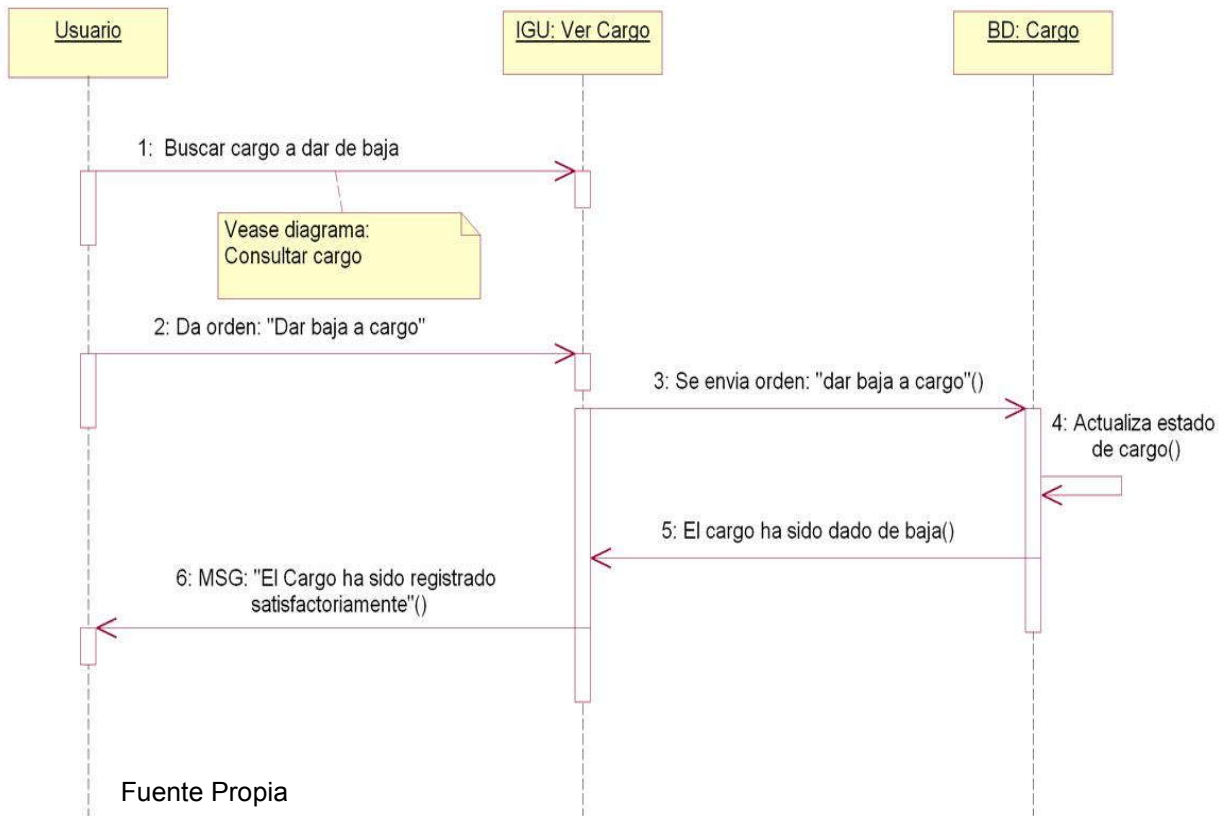 Usuario
IGU: Ver Cargo
BD: Cargo
1: Buscar cargo a dar de baja
Vease diagrama:
Consultar cargo
2: Da orden: "Dar baja a cargo"
3: Se envia orden: "dar baja a cargo"()
4: Actualiza estado
de cargo()
5: El cargo ha sido dado de baja()
6: MSG: "El Cargo ha sido registrado
satisfactoriamente"()
Fuente Propia